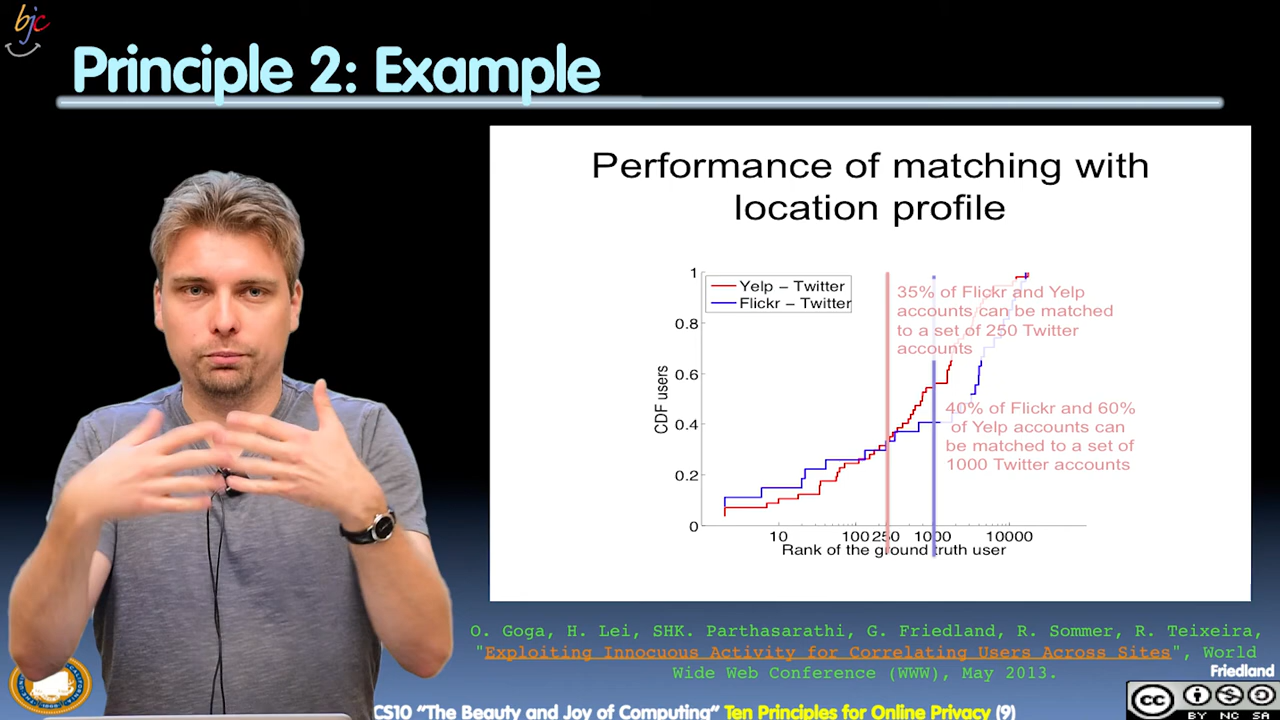 bjc
Principle 2: Example
Performance of matching with
location profile
1
0.8
0.6
0.4
0.2
0
CDF users
Yelp – Twitter
Flickr – Twitter
35% of Flickr and Yelp
accounts can be matched
to a set of 250 Twitter
accounts
40% of Flickr and 60%
of Yelp accounts can
be matched to a set of
1000 Twitter accounts
10 100 250 1000 10000
Rank of the ground truth user
O. Goga, H. Lei, SHK. Parthasarathi, G. Friedland, R. Sommer, R. Teixeira,
"Exploiting Innocuous Activity for Correlating Users Across Sites", World
Wide Web Conference (WWW), May 2013.
Friedland
CS10 "The Beauty and Joy of Computing" Ten Principles for Online Privacy (9)
cc
BY NC SA